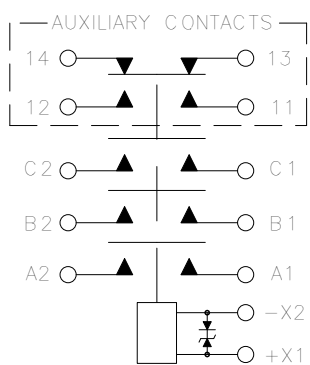 AUXILIARY CONTACTS
14 13
12 11
C2 C1
B2 B1
A2 A1
-X2
+X1